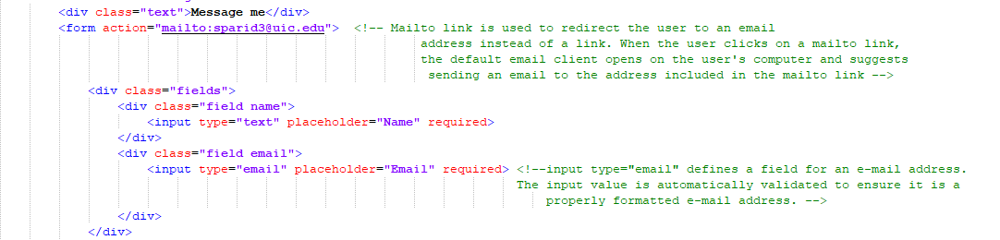 <div class="text">Message me</div>
<form action="mailto:sparid3@uic.edu">  <!-- Mailto link is used to redirect the user to an email
address instead of a link. When the user clicks on a mailto link,
the default email client opens on the user's computer and suggests
sending an email to the address included in the mailto link -->
<div class="fields">
<div class="field name">
<input type="text" placeholder="Name" required>
</div>
<div class="field email">
<input type="email" placeholder="Email" required> <!--input type="email" defines a field for an e-mail address.
The input value is automatically validated to ensure it is a
properly formatted e-mail address. -->
</div>
</div>